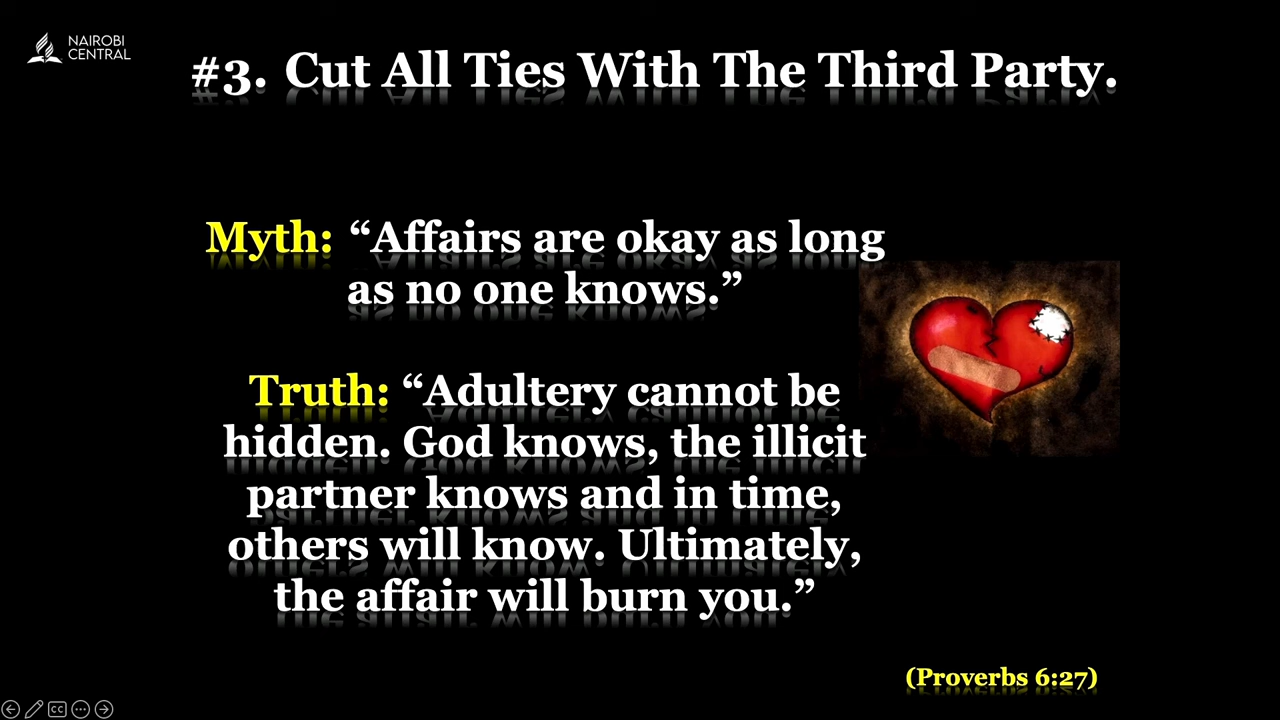 NAIROBI
CENTRAL
#3. Cut All Ties With The Third Party.
Myth: “Affairs are okay as long
as no one knows.”
Truth: “Adultery cannot be
hidden. God knows, the illicit
partner knows and in time,
others will know. Ultimately,
the affair will burn you.”
(Proverbs 6:27)
CC